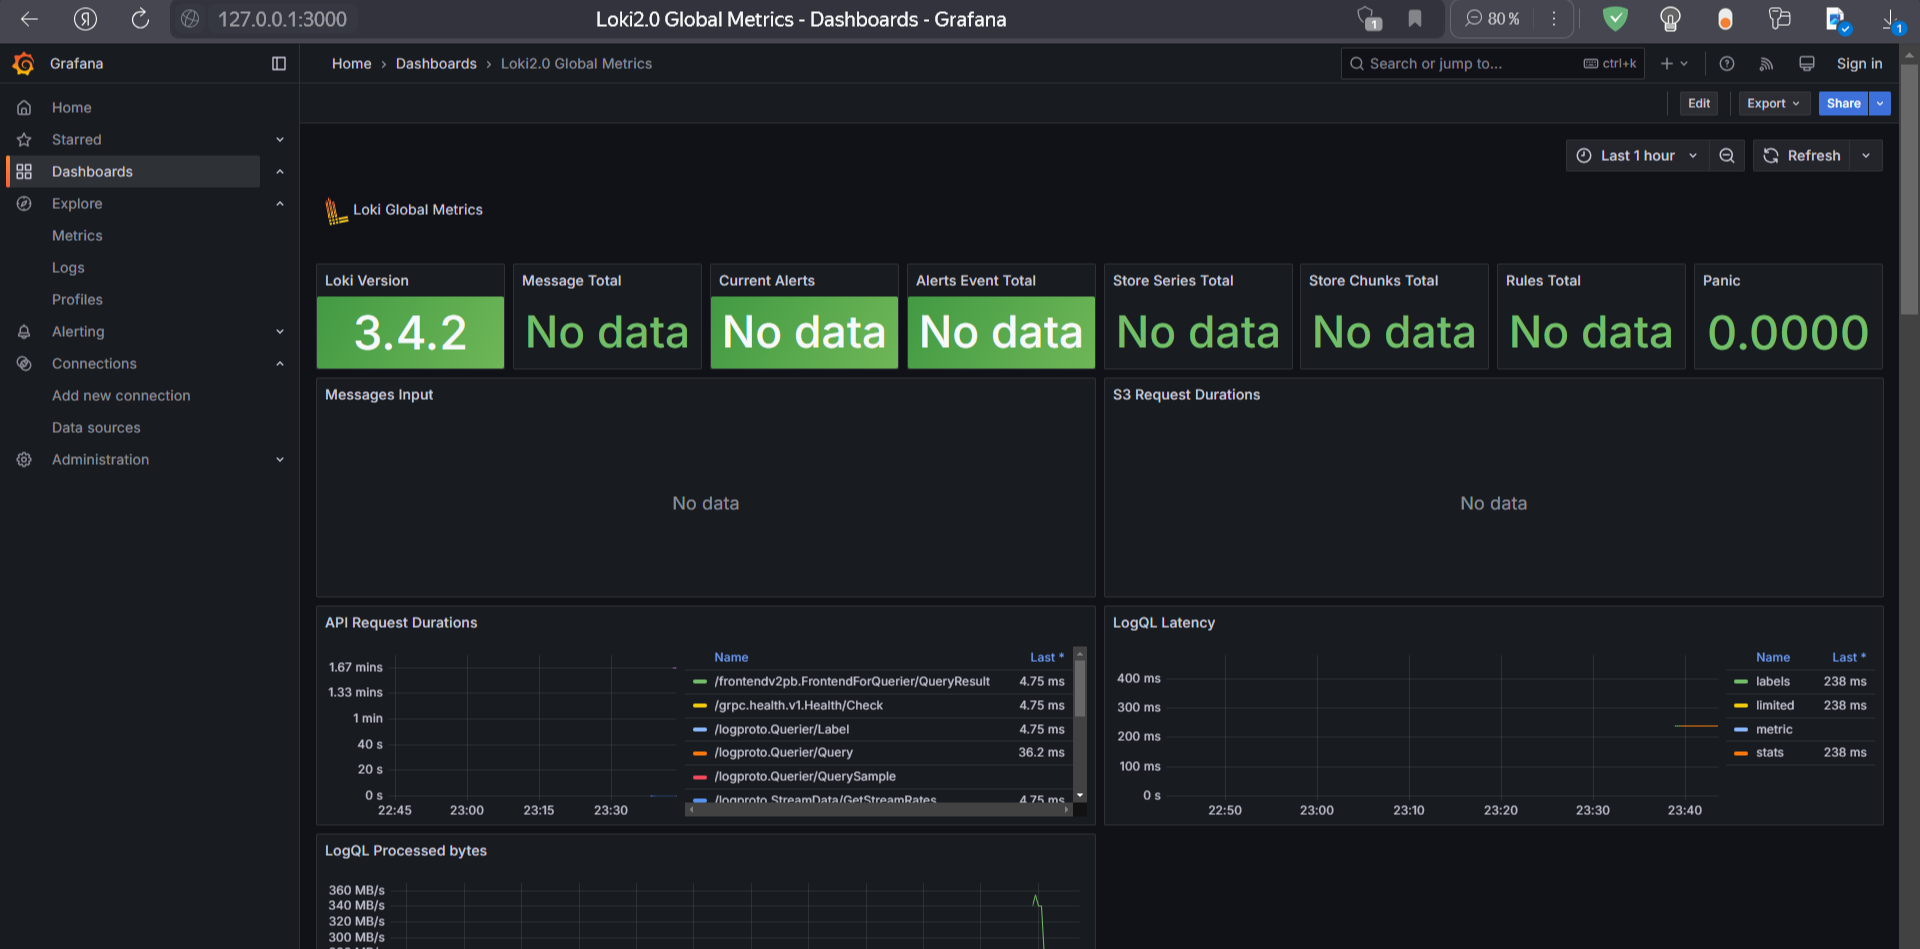 127.0.0.1:3000
Loki2.0 Global Metrics - Dashboards - Grafana
1
80 %
1
Grafana
Home › Dashboards › Loki2.0 Global Metrics
Search or jump to...
ctrl+k
Sign in
Home
Starred
Dashboards
Explore
Metrics
Logs
Profiles
Alerting
Connections
Add new connection
Data sources
Administration
Edit
Export
Share
Last 1 hour
Refresh
Loki Global Metrics
Loki Version
3.4.2
Message Total
No data
Current Alerts
No data
Alerts Event Total
No data
Store Series Total
No data
Store Chunks Total
No data
Rules Total
No data
Panic
0.0000
Messages Input
No data
S3 Request Durations
No data
API Request Durations
1.67 mins
1.33 mins
1 min
40 s
20 s
0 s
22:45 23:00 23:15 23:30
Name Last *
/frontendv2pb.FrontendForQuerier/QueryResult 4.75 ms
/grpc.health.v1.Health/Check 4.75 ms
/logproto.Querier/Label 4.75 ms
/logproto.Querier/Query 36.2 ms
/logproto.Querier/QuerySample
/logproto.StreamData/GetStreamRates 4.75 ms
LogQL Latency
400 ms
300 ms
200 ms
100 ms
0 s
22:50 23:00 23:10 23:20 23:30 23:40
Name Last *
labels 238 ms
limited 238 ms
metric
stats 238 ms
LogQL Processed bytes
360 MB/s
340 MB/s
320 MB/s
300 MB/s